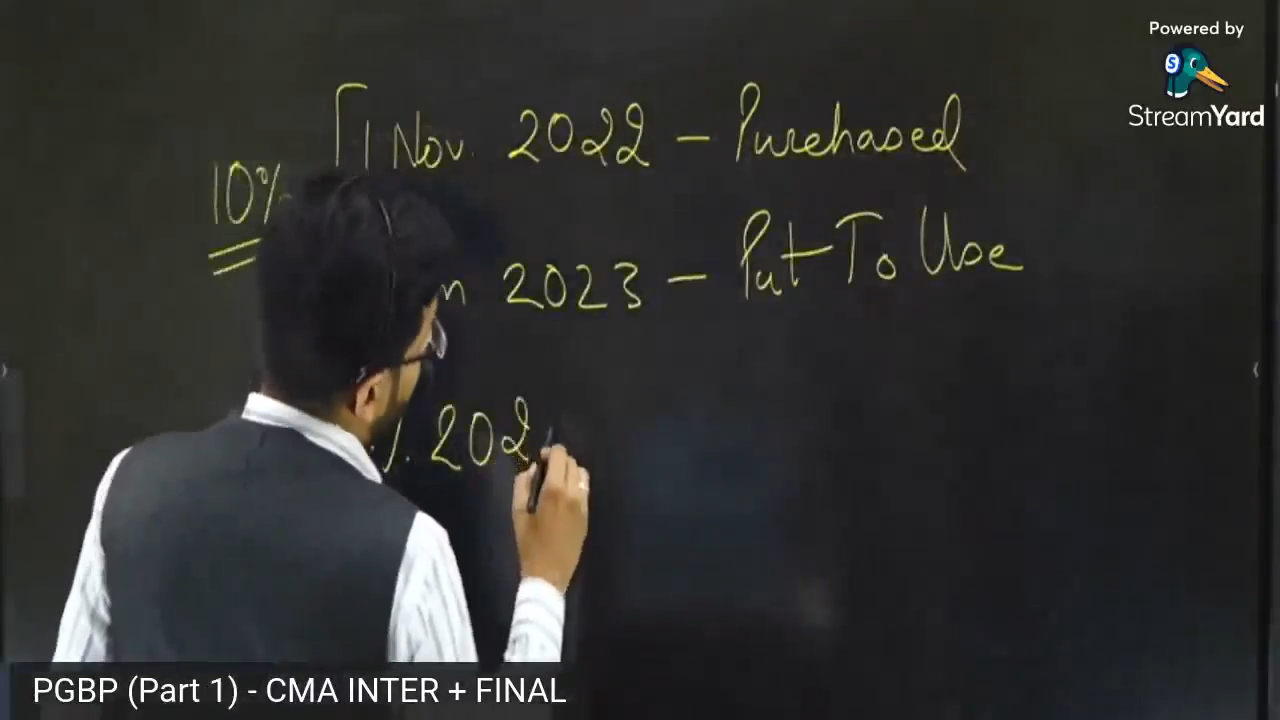 Powered by
StreamYard
1 Nov. 2022 - Purchased
10%
2023 - Put To Use
202
PGBP (Part 1) - CMA INTER + FINAL